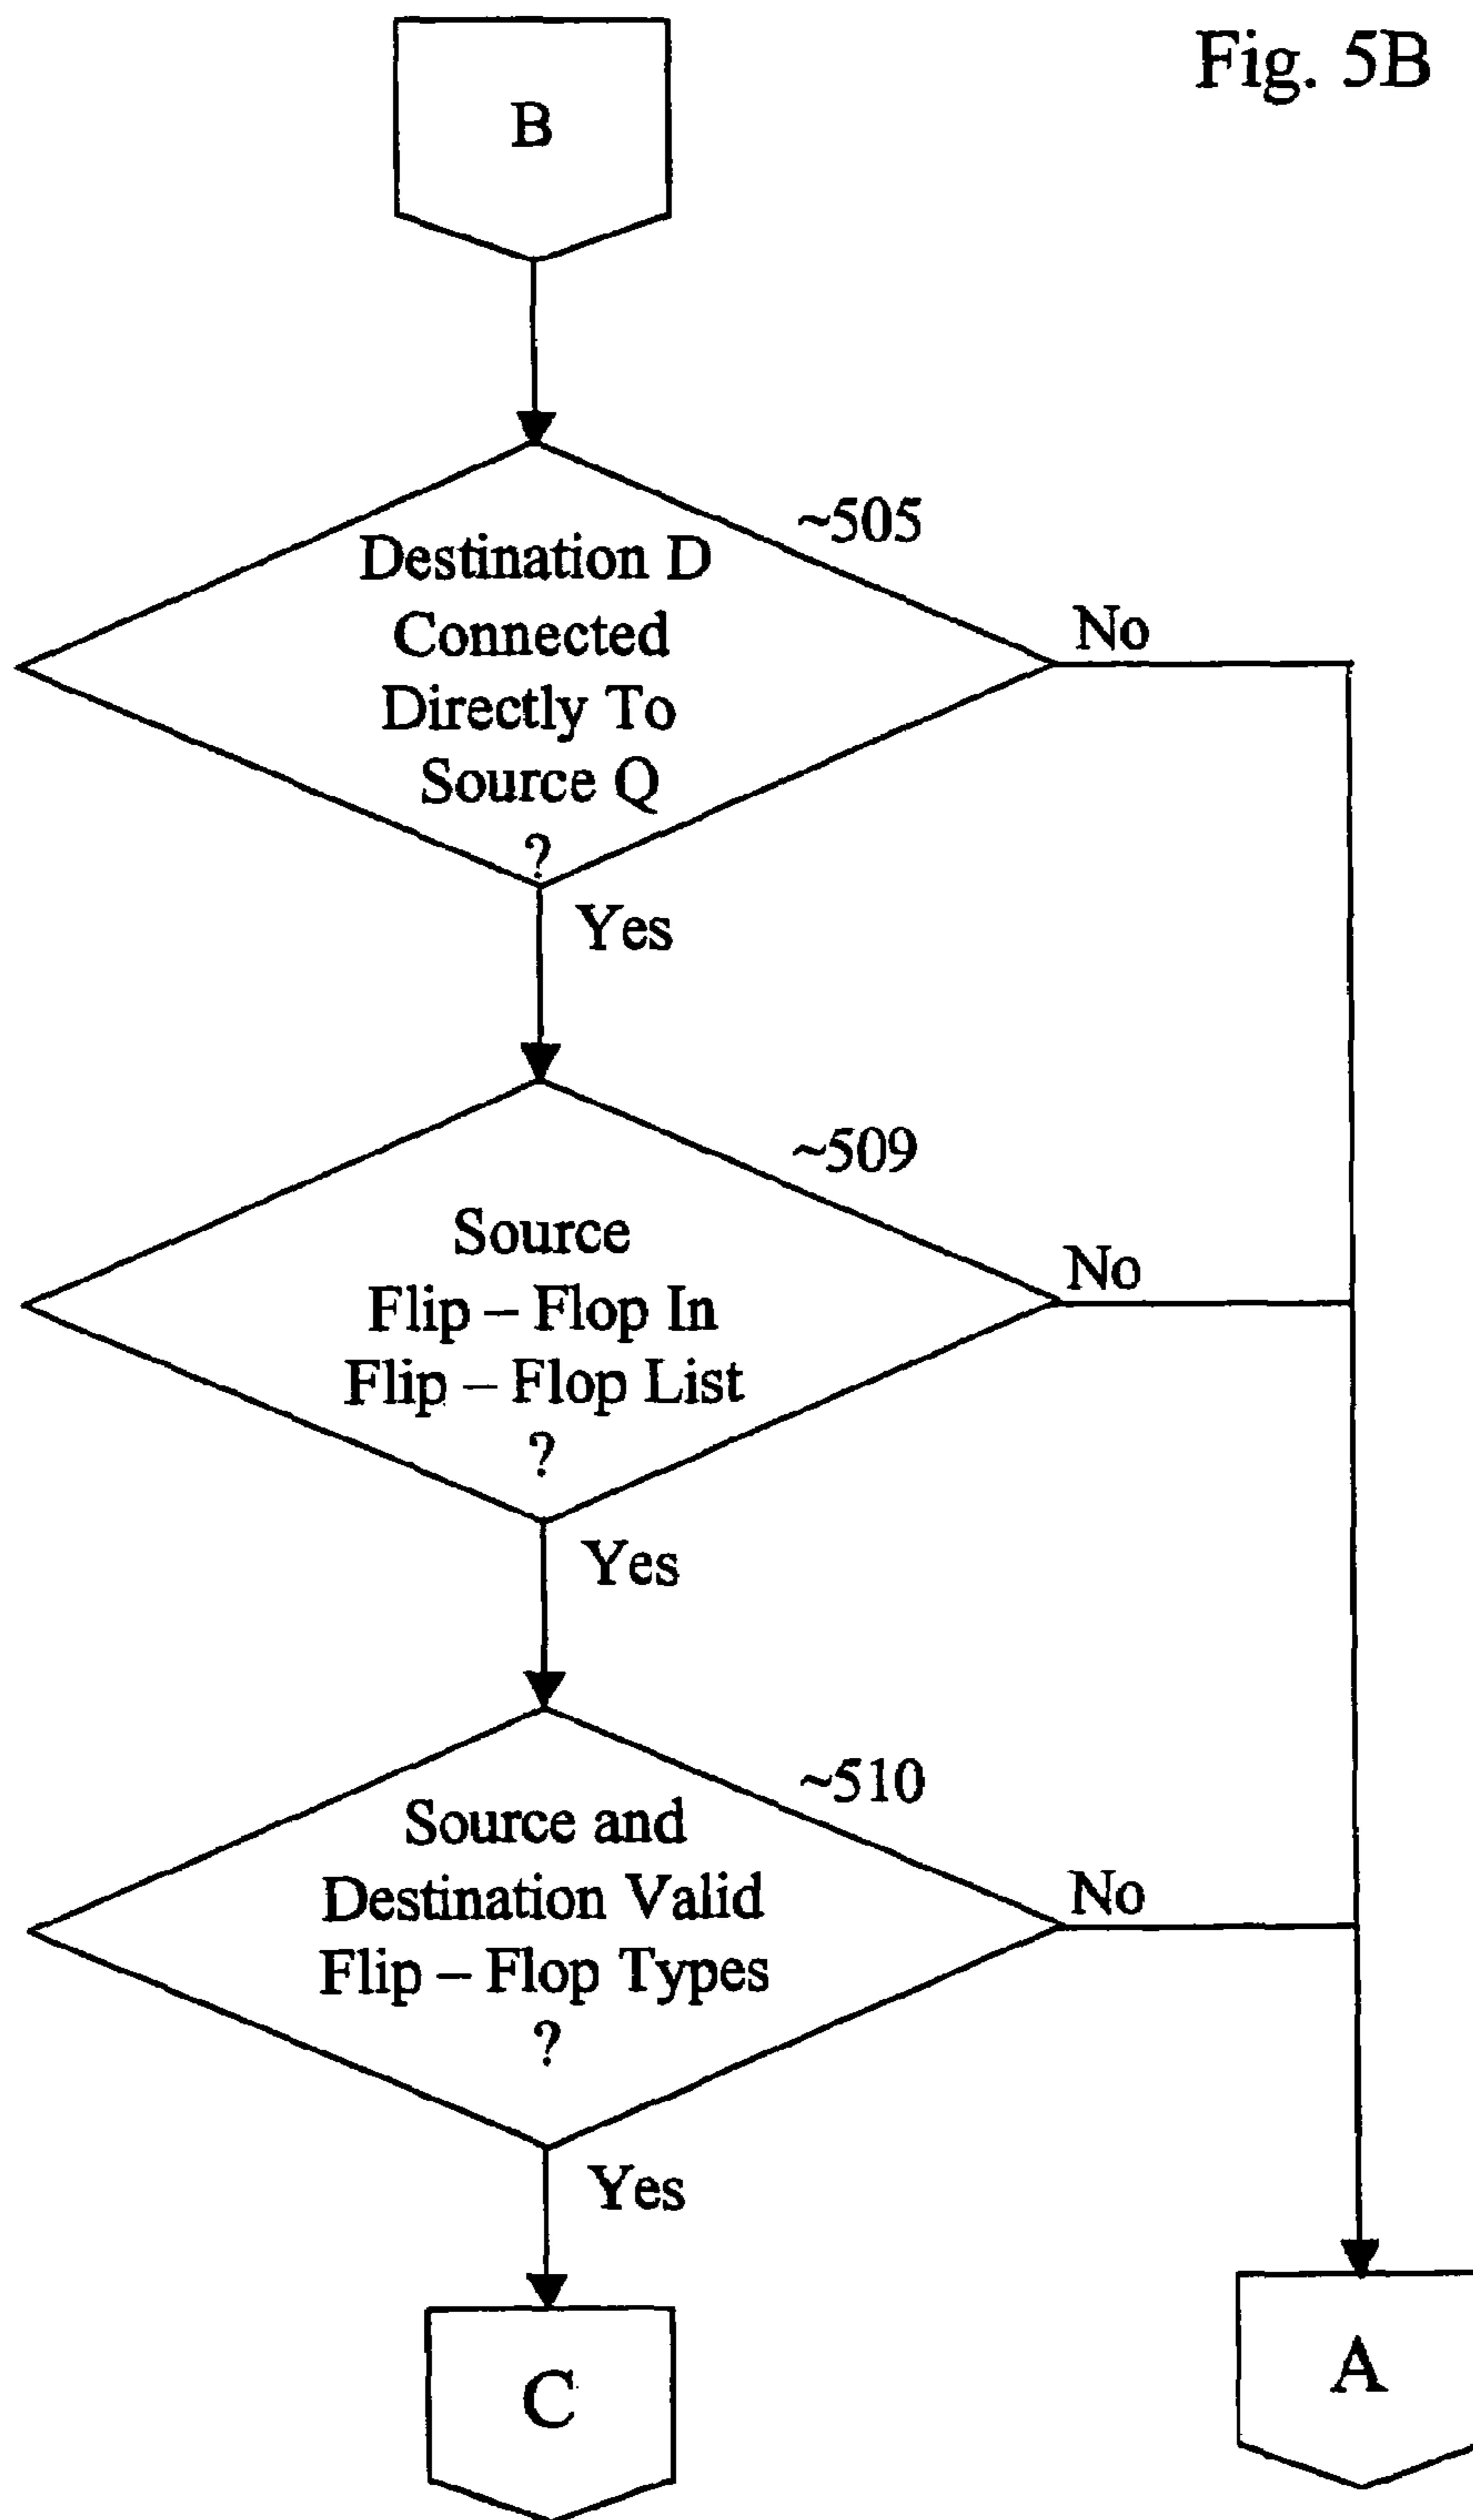 Fig. 5B
B
~505
Destination D
Connected
Directly To
Source Q
?
No
Yes
~509
Source
Flip – Flop In
Flip – Flop List
?
No
Yes
~510
Source and
Destination Valid
Flip – Flop Types
?
No
Yes
C
A